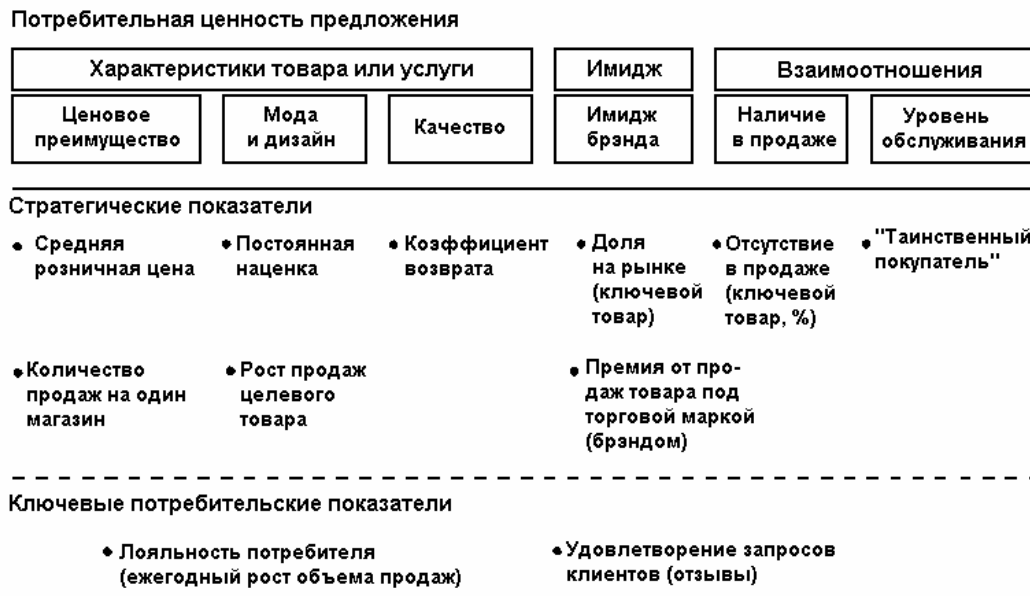 Потребительная ценность предложения
Характеристики товара или услуги
Имидж
Взаимоотношения
Ценовое
преимущество
Мода
и дизайн
Качество
Имидж
брэнда
Наличие
в продаже
Уровень
обслуживания
Стратегические показатели
• Средняя
розничная цена
• Постоянная
наценка
• Коэффициент
возврата
• Доля
на рынке
(ключевой
товар)
• Отсутствие
в продаже
(ключевой
товар, %)
• "Таинственный
покупатель"
• Количество
продаж на один
магазин
• Рост продаж
целевого
товара
• Премия от про-
даж товара под
торговой маркой
(брэндом)
Ключевые потребительские показатели
• Лояльность потребителя
(ежегодный рост объема продаж)
• Удовлетворение запросов
клиентов (отзывы)